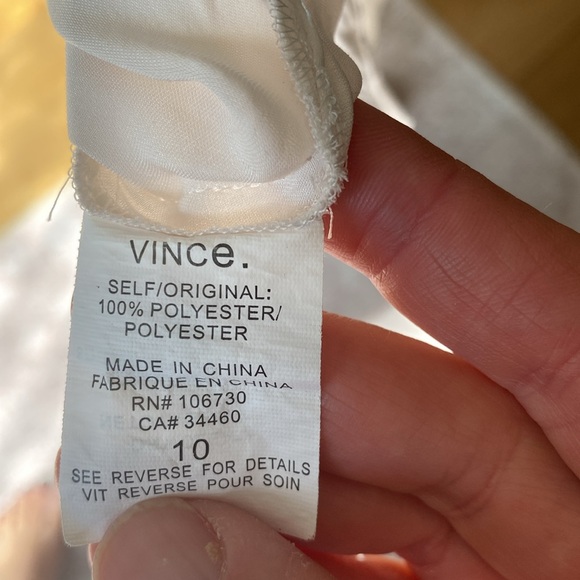 VINCe.
SELF/ORIGINAL:
100% POLYESTER/
POLYESTER
MADE IN CHINA
FABRIQUE EN CHINA
RN# 106730
CA# 34460
10
SEE REVERSE FOR DETAILS
VIT REVERSE POUR SOIN